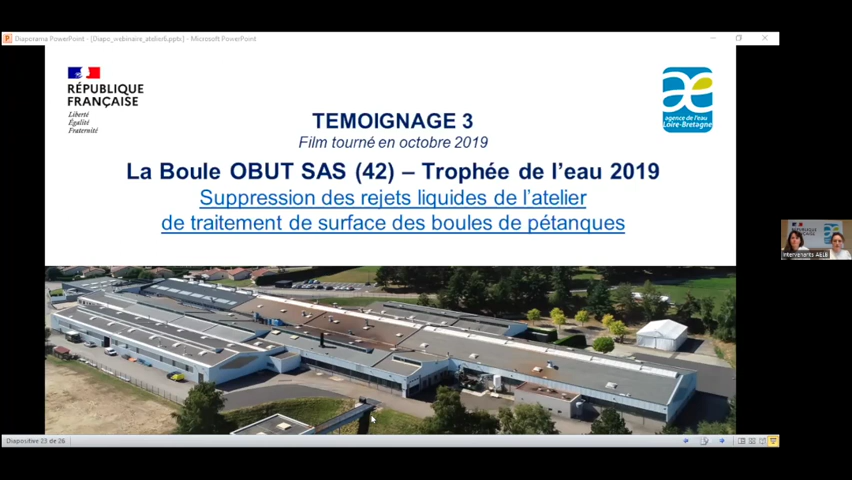 Diaporama PowerPoint - [Diapo_webinaire_atelier6.pptx] - Microsoft PowerPoint
RÉPUBLIQUE
FRANÇAISE
Liberté
Égalité
Fraternité
agence de l'eau
Loire-Bretagne
TEMOIGNAGE 3
Film tourné en octobre 2019
La Boule OBUT SAS (42) – Trophée de l'eau 2019
Suppression des rejets liquides de l'atelier
de traitement de surface des boules de pétanques
RÉPUBLIQUE
FRANÇAISE
Intervenants AELB
Diapositive 23 de 26